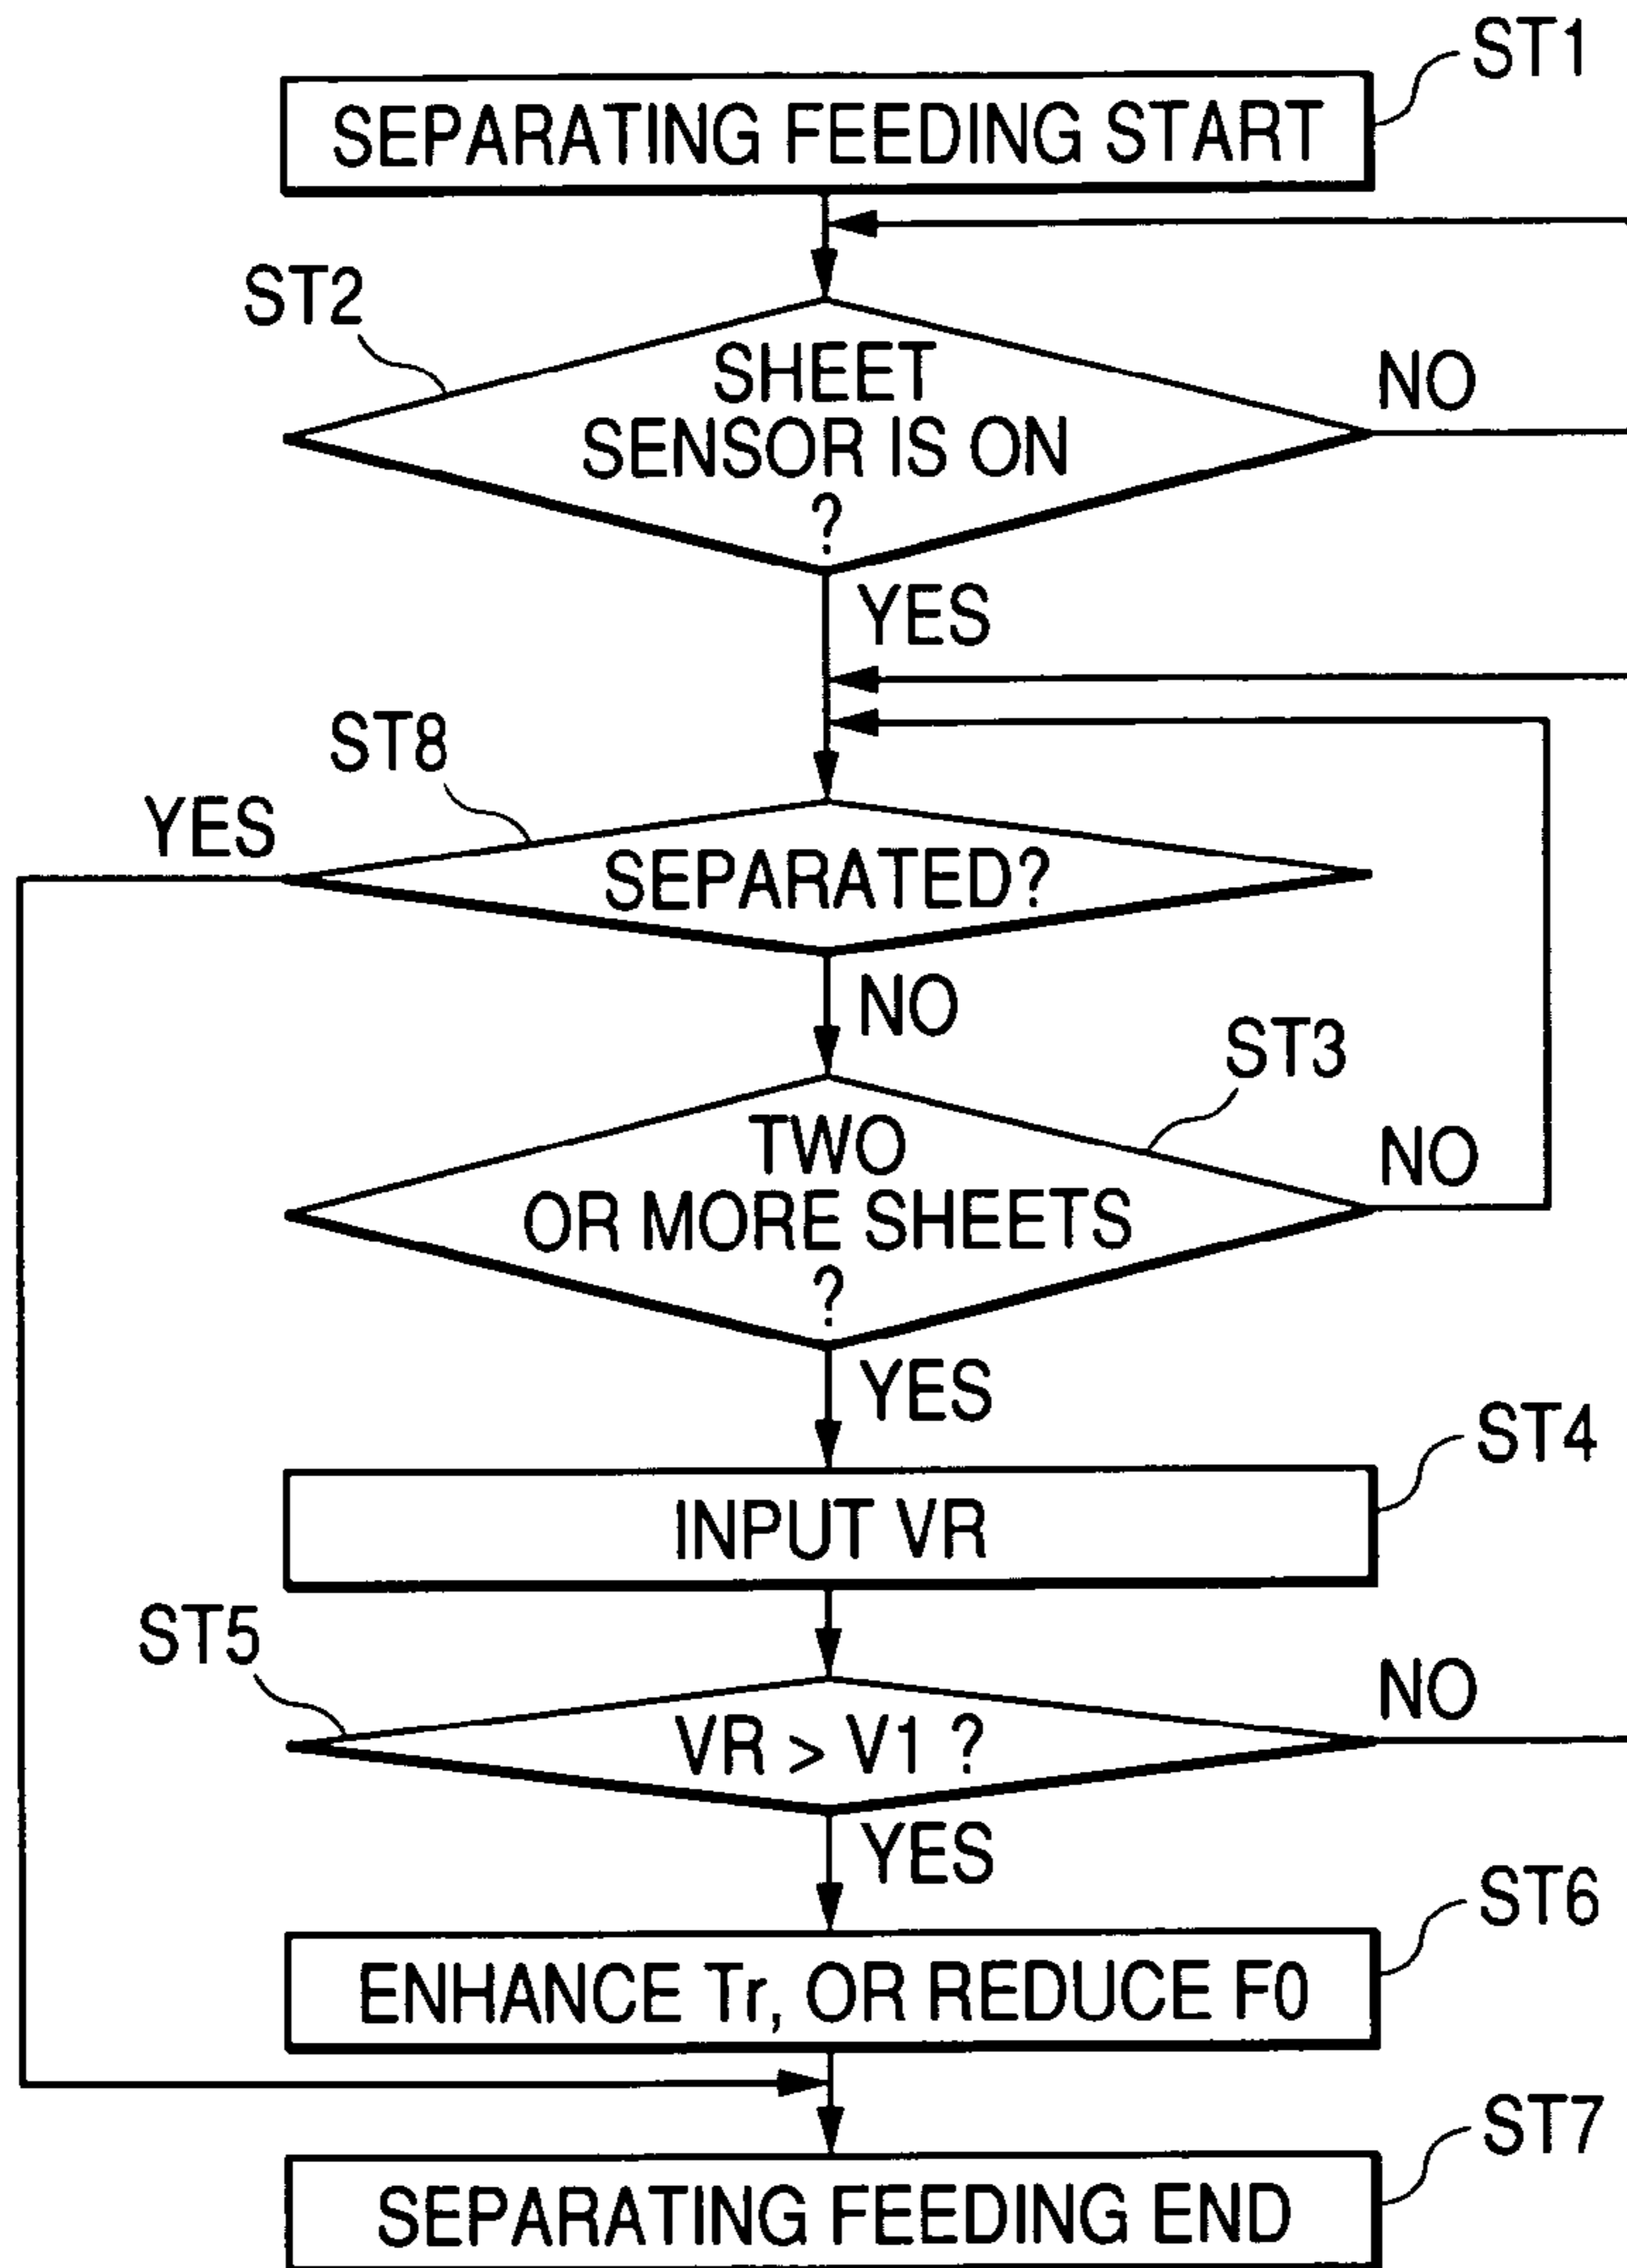 ST1
SEPARATING FEEDING START
ST2
SHEET
SENSOR IS ON
?
NO
YES
ST8
YES
SEPARATED?
NO
ST3
TWO
OR MORE SHEETS
?
NO
YES
ST4
INPUT VR
ST5
VR > V1 ?
NO
YES
ST6
ENHANCE Tr, OR REDUCE F0
ST7
SEPARATING FEEDING END